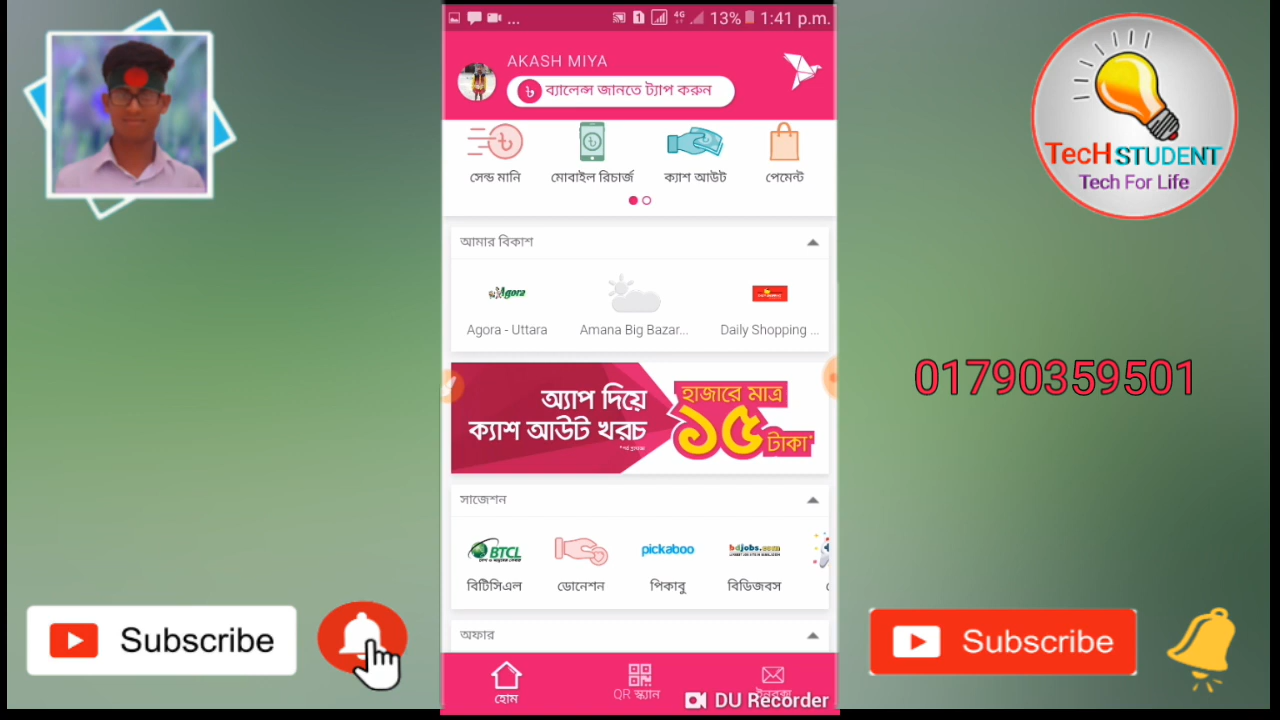 4G 13% 1:41 p.m.
AKASH MIYA
৳ ব্যালেন্স জানতে ট্যাপ করুন
সেন্ড মানি
মোবাইল রিচার্জ
ক্যাশ আউট
পেমেন্ট
আমার বিকাশ
Agora
Agora - Uttara
Amana Big Bazar...
Daily Shopping ...
অ্যাপ দিয়ে
ক্যাশ আউট খরচ
হাজারে মাত্র
১৫
টাকা*
সাজেশন
BTCL
pickaboo
bdjobs.com
বিটিসিএল
ডোনেশন
পিকাবু
বিডিজবস
অফার
হোম
QR স্ক্যান
ইনবক্স
DU Recorder
TecH STUDENT
Tech For Life
01790359501
Subscribe
Subscribe